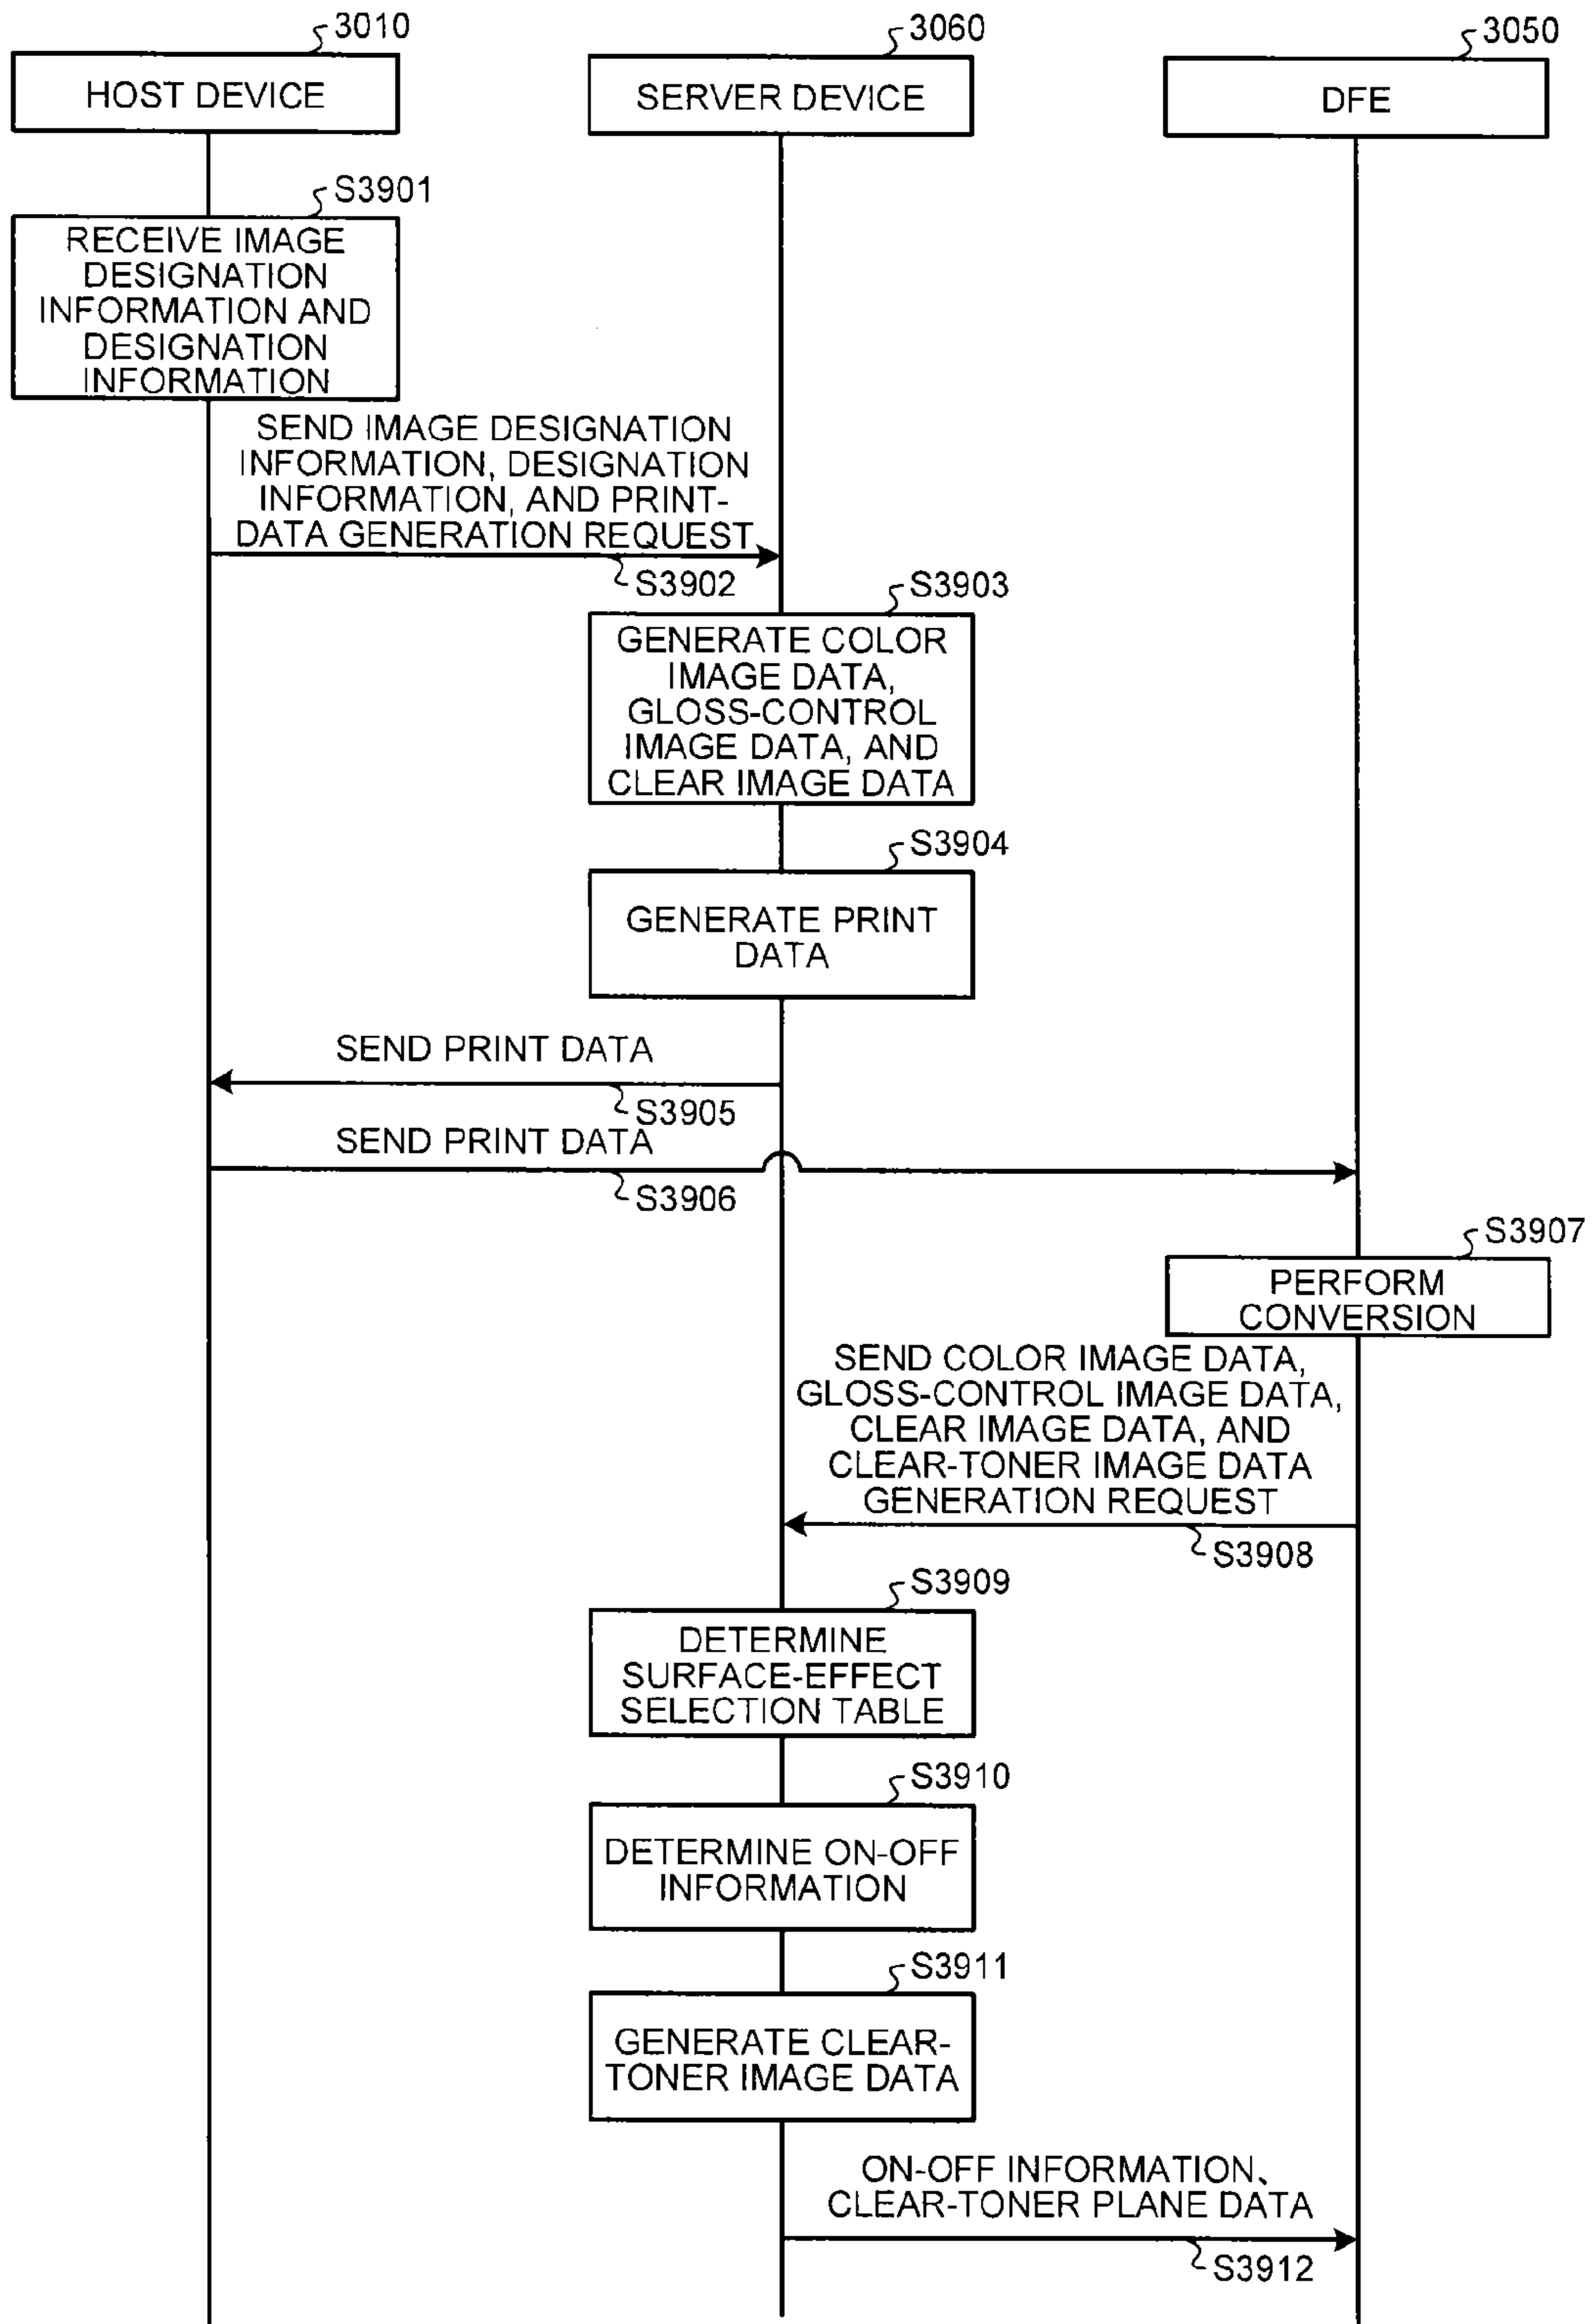 3010
3060
3050
HOST DEVICE
SERVER DEVICE
DFE
S3901
RECEIVE IMAGE
DESIGNATION
INFORMATION AND
DESIGNATION
INFORMATION
SEND IMAGE DESIGNATION
INFORMATION, DESIGNATION
INFORMATION, AND PRINT-
DATA GENERATION REQUEST
S3902
S3903
GENERATE COLOR
IMAGE DATA,
GLOSS-CONTROL
IMAGE DATA, AND
CLEAR IMAGE DATA
S3904
GENERATE PRINT
DATA
SEND PRINT DATA
S3905
SEND PRINT DATA
S3906
S3907
PERFORM
CONVERSION
SEND COLOR IMAGE DATA,
GLOSS-CONTROL IMAGE DATA,
CLEAR IMAGE DATA, AND
CLEAR-TONER IMAGE DATA
GENERATION REQUEST
S3908
S3909
DETERMINE
SURFACE-EFFECT
SELECTION TABLE
S3910
DETERMINE ON-OFF
INFORMATION
S3911
GENERATE CLEAR-
TONER IMAGE DATA
ON-OFF INFORMATION、
CLEAR-TONER PLANE DATA
S3912